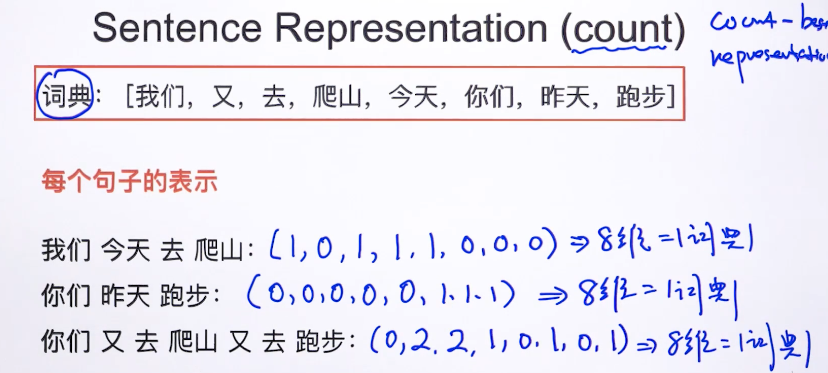 Sentence Representation (count)
count-bas
representation
词典: [我们, 又, 去, 爬山, 今天, 你们, 昨天, 跑步]
每个句子的表示
我们 今天 去 爬山: (1, 0, 1, 1, 1, 0, 0, 0) ⇒ 8维 = |词典|
你们 昨天 跑步: (0, 0, 0, 0, 0, 1, 1, 1) ⇒ 8维 = |词典|
你们 又 去 爬山 又 去 跑步: (0, 2, 2, 1, 0, 1, 0, 1) ⇒ 8维 = |词典|